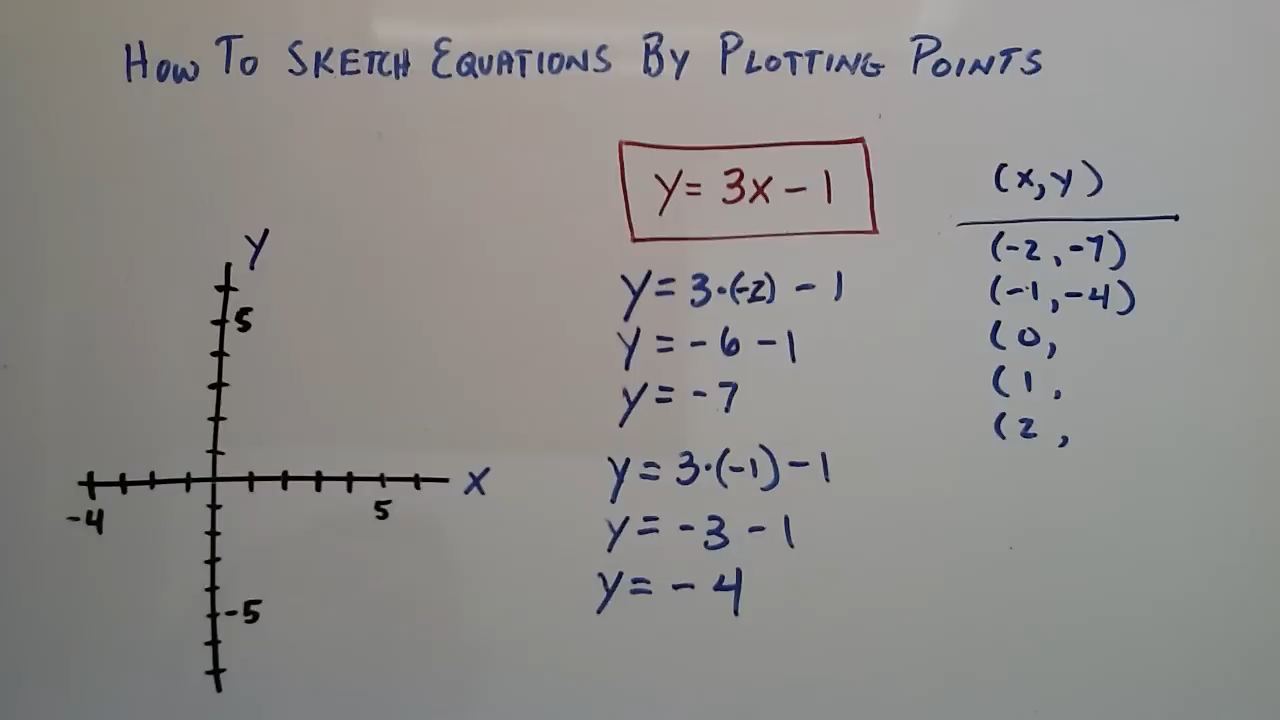 HOW TO SKETCH EQUATIONS BY PLOTTING POINTS
y = 3x - 1
(x, y)
y = 3·(-2) - 1
y = -6 - 1
y = -7
y = 3·(-1) - 1
y = -3 - 1
y = -4
(-2, -7)
(-1, -4)
(0,
(1,
(2,
Y
5
X
-4
5
-5